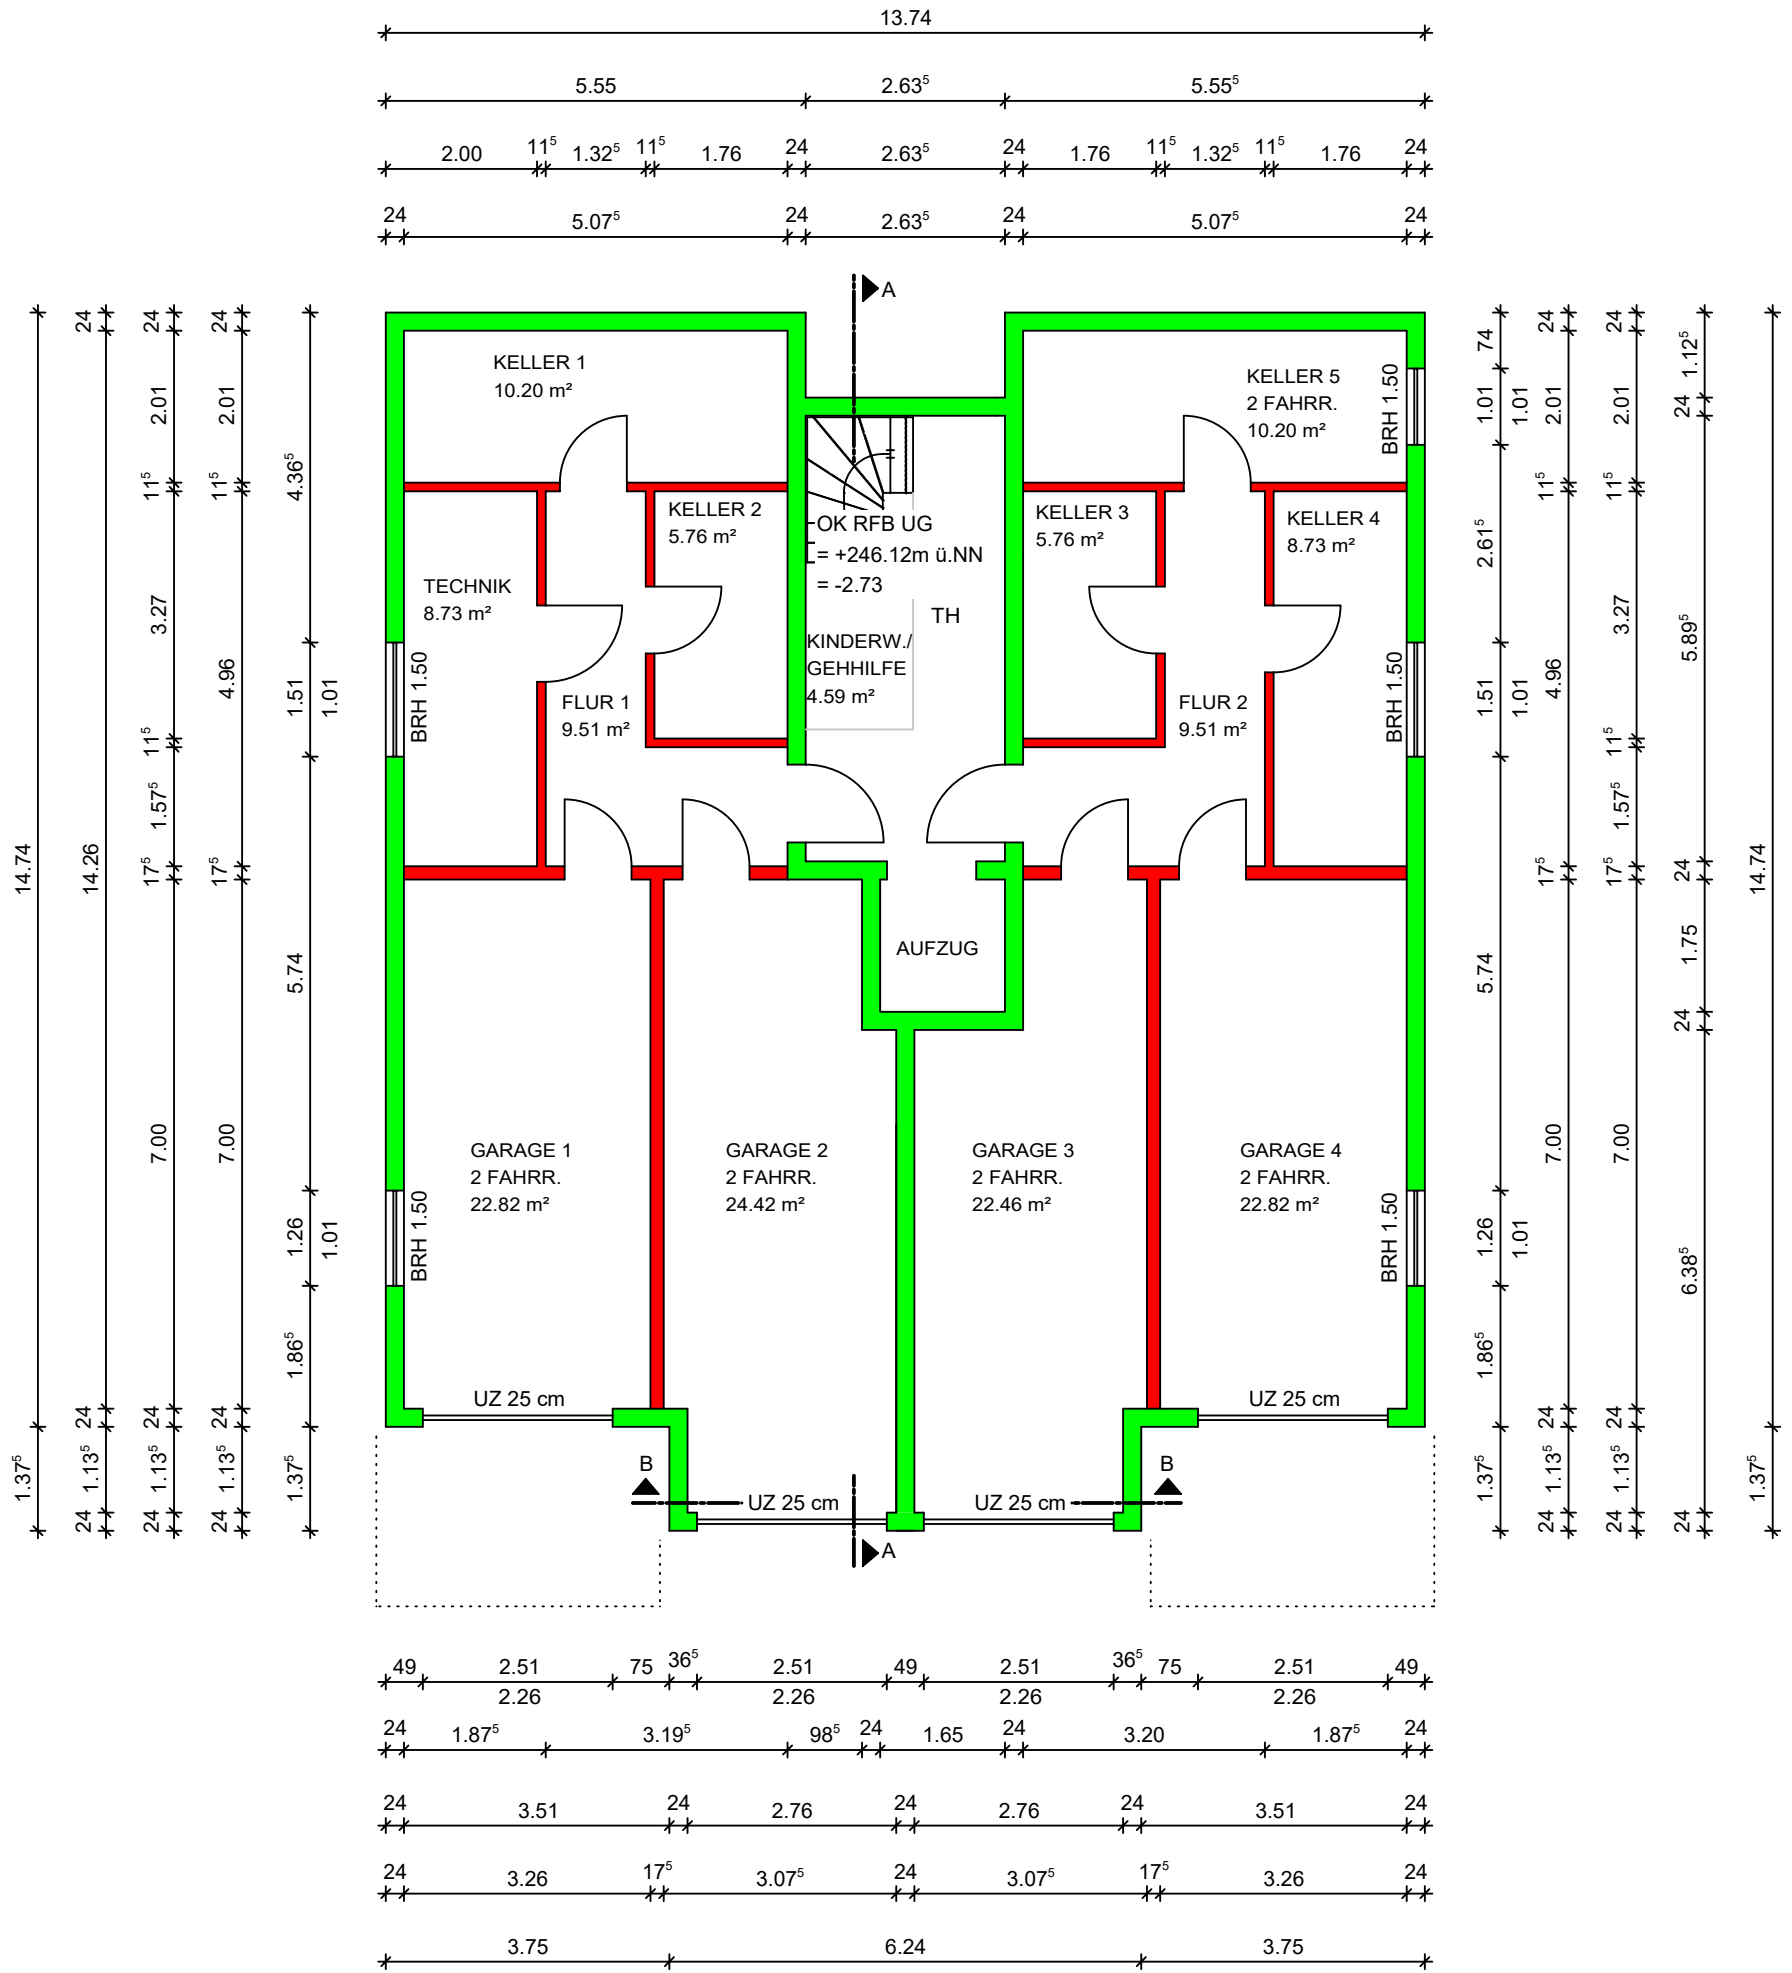 13.74
5.55 2.63⁵ 5.55⁵
2.00 11⁵ 1.32⁵ 11⁵ 1.76 24 2.63⁵ 24 1.76 11⁵ 1.32⁵ 11⁵ 1.76 24
24 5.07⁵ 24 2.63⁵ 24 5.07⁵ 24
A
14.74
1.37⁵
24
14.26
24
1.13⁵
24
24
2.01
11⁵
3.27
11⁵
1.57⁵
17⁵
7.00
24
1.13⁵
24
24
2.01
11⁵
4.96
17⁵
7.00
24
1.13⁵
24
4.36⁵
1.51
1.01
5.74
1.26
1.01
1.86⁵
1.37⁵
KELLER 1
10.20 m²
KELLER 5
2 FAHRR.
10.20 m²
BRH 1.50
KELLER 2
5.76 m²
KELLER 3
5.76 m²
KELLER 4
8.73 m²
OK RFB UG
= +246.12m ü.NN
= -2.73
TECHNIK
8.73 m²
TH
KINDERW./
GEHHILFE
4.59 m²
BRH 1.50
FLUR 1
9.51 m²
FLUR 2
9.51 m²
BRH 1.50
AUFZUG
GARAGE 1
2 FAHRR.
22.82 m²
GARAGE 2
2 FAHRR.
24.42 m²
GARAGE 3
2 FAHRR.
22.46 m²
GARAGE 4
2 FAHRR.
22.82 m²
BRH 1.50
BRH 1.50
UZ 25 cm
UZ 25 cm
B
B
UZ 25 cm
UZ 25 cm
A
74
1.01
1.01
2.61⁵
1.51
1.01
5.74
1.26
1.01
1.86⁵
1.37⁵
24
2.01
11⁵
4.96
17⁵
7.00
24
1.13⁵
24
24
2.01
11⁵
3.27
11⁵
1.57⁵
17⁵
7.00
24
1.13⁵
24
1.12⁵
24
5.89⁵
24
1.75
24
6.38⁵
24
14.74
1.37⁵
49 2.51 75 36⁵ 2.51 49 2.51 36⁵ 75 2.51 49
2.26 2.26 2.26 2.26
24 1.87⁵ 3.19⁵ 98⁵ 24 1.65 24 3.20 1.87⁵ 24
24 3.51 24 2.76 24 2.76 24 3.51 24
24 3.26 17⁵ 3.07⁵ 24 3.07⁵ 17⁵ 3.26 24
3.75 6.24 3.75